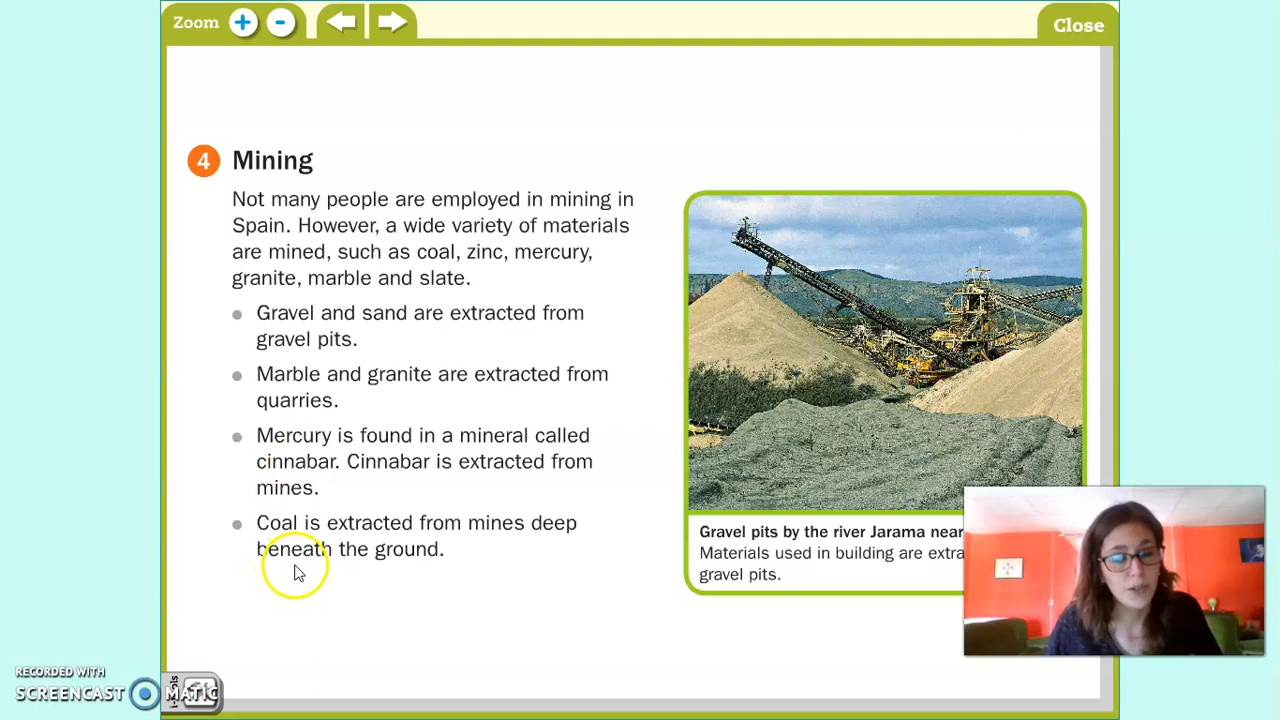 Zoom
Close
4 Mining
Not many people are employed in mining in
Spain. However, a wide variety of materials
are mined, such as coal, zinc, mercury,
granite, marble and slate.
Gravel and sand are extracted from
gravel pits.
Marble and granite are extracted from
quarries.
Mercury is found in a mineral called
cinnabar. Cinnabar is extracted from
mines.
Coal is extracted from mines deep
beneath the ground.
Gravel pits by the river Jarama near
Materials used in building are
gravel pits.
RECORDED WITH
SCREENCAST MATIC